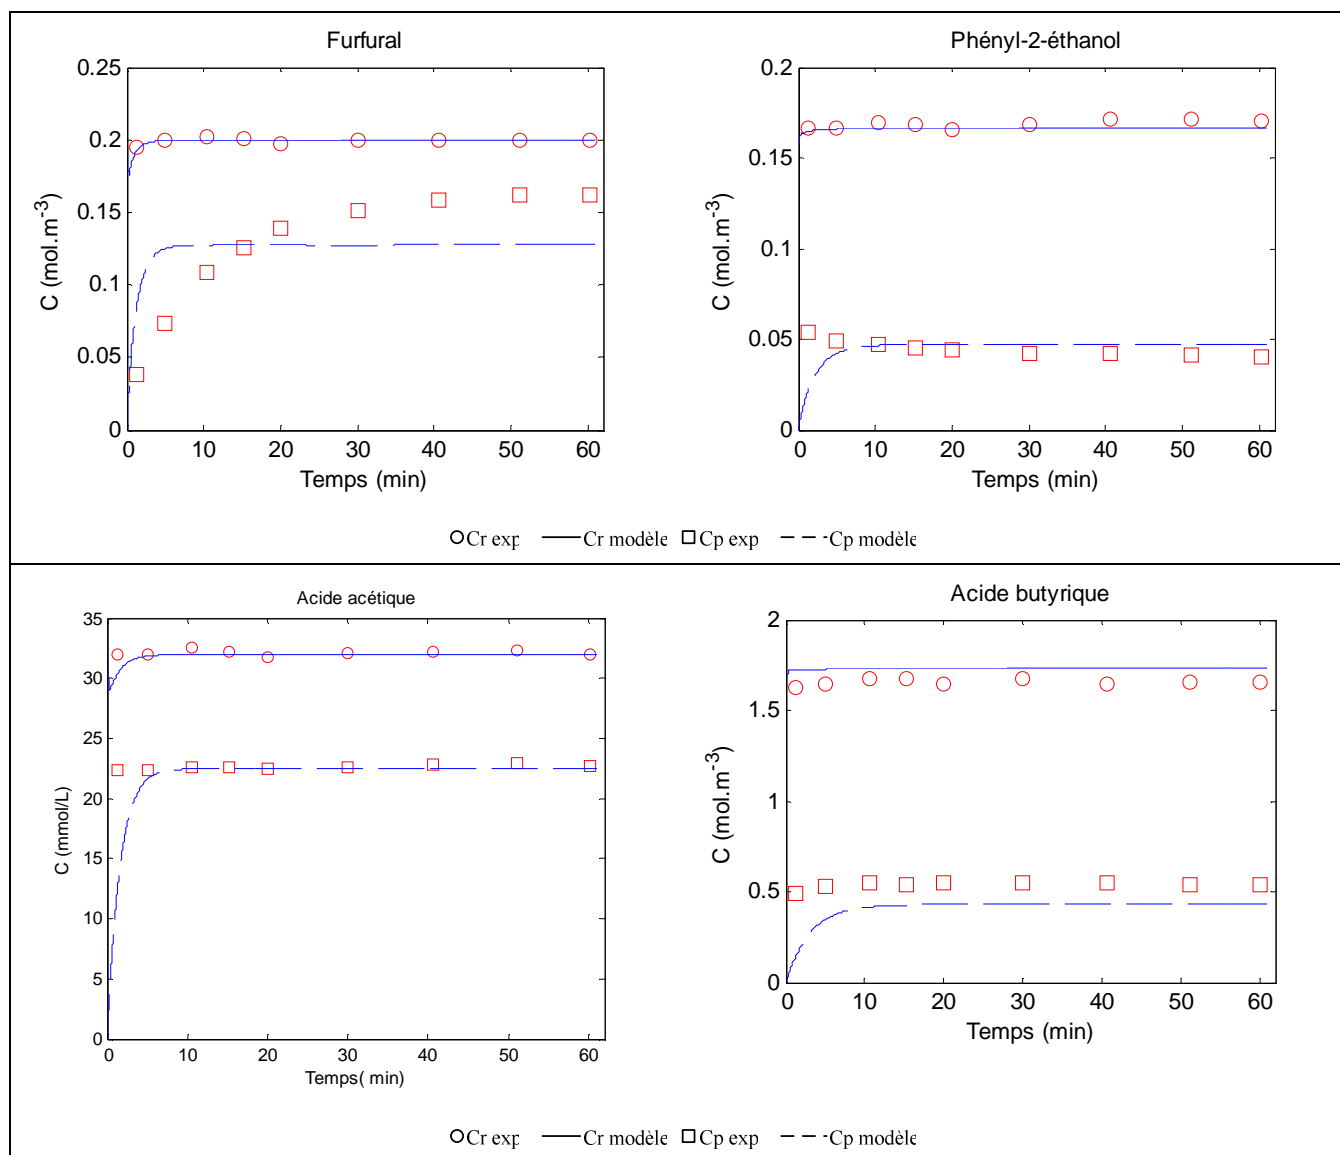 Furfural
0.25
0.2
0.15
0.1
0.05
0
C (mol.m-3)
0 10 20 30 40 50 60
Temps (min)
Phényl-2-éthanol
0.2
0.15
0.1
0.05
0
C (mol.m-3)
0 10 20 30 40 50 60
Temps (min)
Cr exp Cr modèle Cp exp Cp modèle
Acide acétique
35
30
25
20
15
10
5
0
C (mmol/L)
0 10 20 30 40 50 60
Temps( min)
Acide butyrique
2
1.5
1
0.5
0
C (mol.m-3)
0 10 20 30 40 50 60
Temps (min)
Cr exp Cr modèle Cp exp Cp modèle